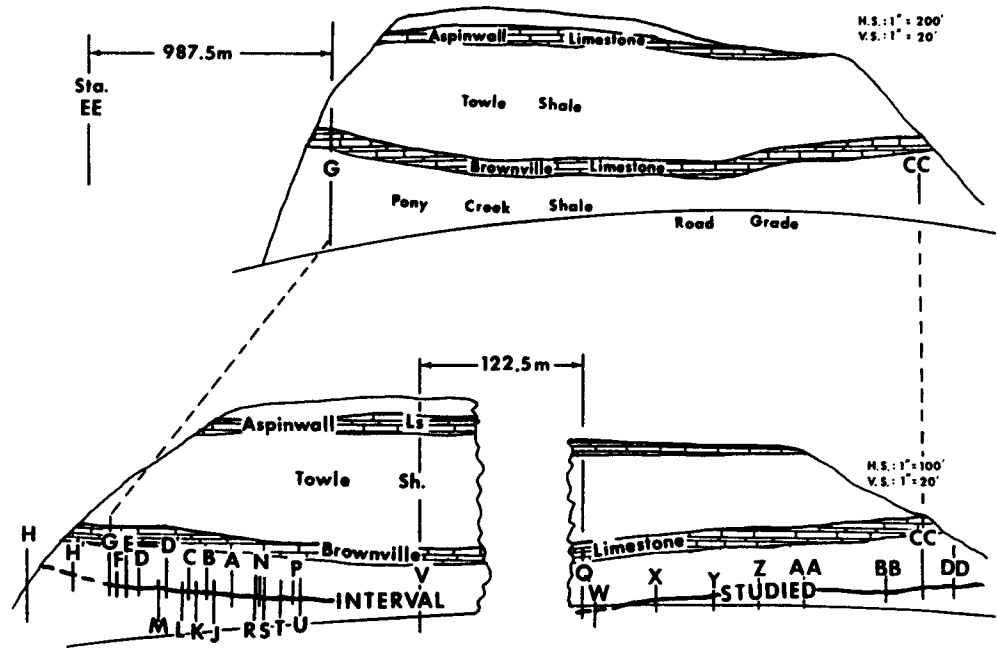 H.S.: 1" = 200'
V.S.: 1" = 20'
Aspinwall Limestone
987.5m
Sta.
EE
Towle Shale
Brownville Limestone
G
CC
Pony Creek Shale
Road Grade
122.5m
Aspinwall Ls
H.S.: 1" = 100'
V.S.: 1" = 20'
Towle Sh.
H
H'
G
F
E
D
D'
C
B
A
N
P
Brownville
V
Limestone
Q
W
X
Y
Z
AA
BB
CC
DD
INTERVAL
STUDIED
M
L
K
J
R
S
T
U